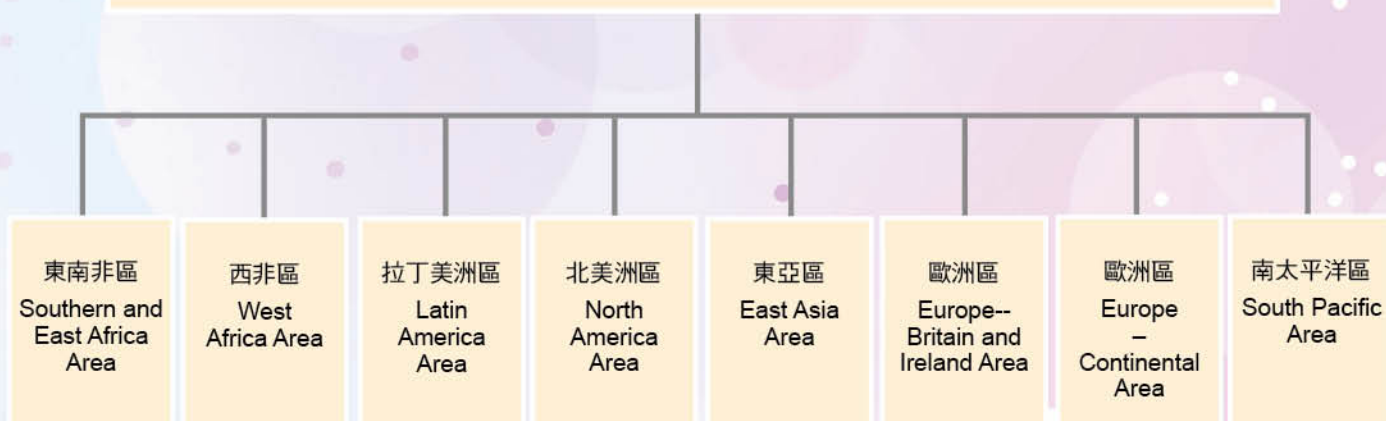 東南非區
Southern and
East Africa
Area
西非區
West
Africa Area
拉丁美洲區
Latin
America
Area
北美洲區
North
America
Area
東亞區
East Asia
Area
歐洲區
Europe--
Britain and
Ireland Area
歐洲區
Europe
–
Continental
Area
南太平洋區
South Pacific
Area